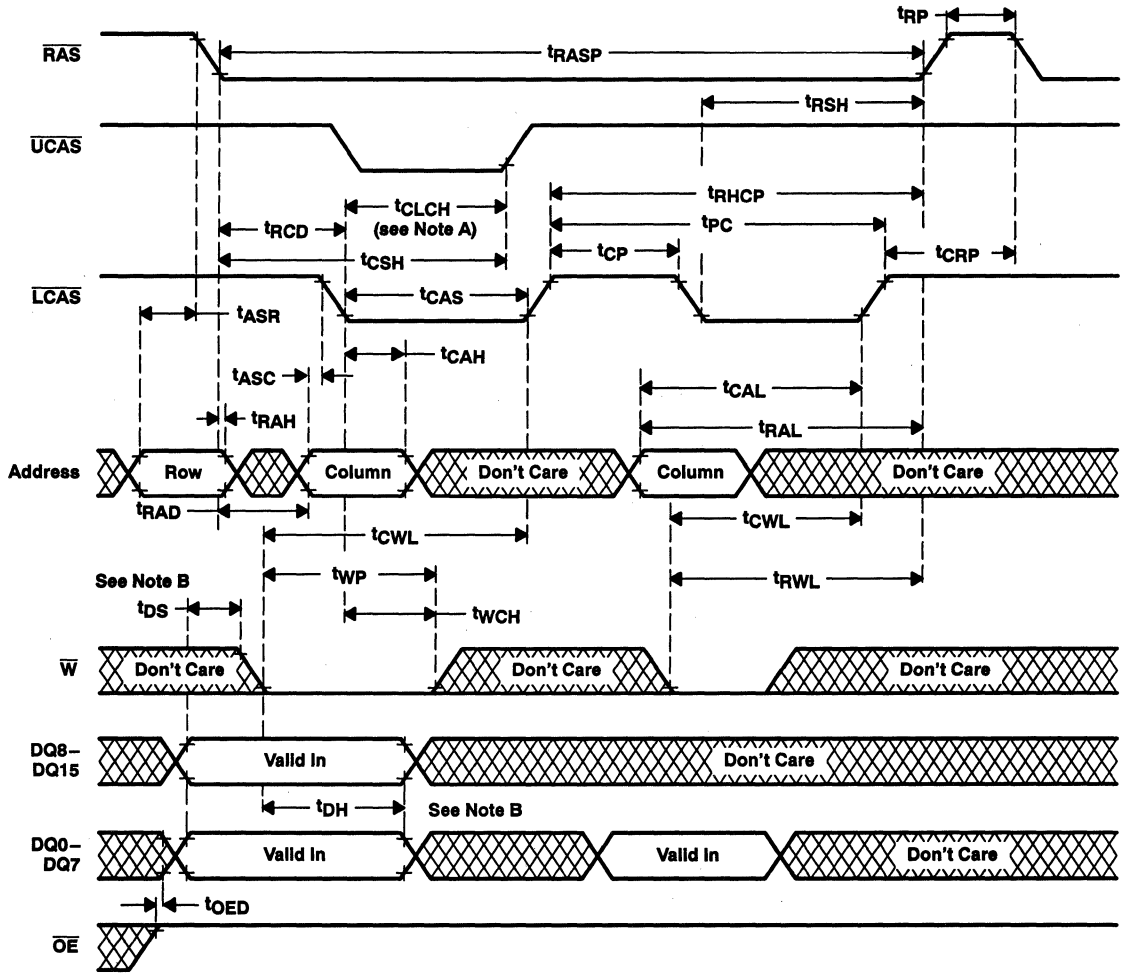 tRP
RAS
tRASP
tRSH
UCAS
tRHCP
tCLCH
(see Note A)
tPC
tRCD
tCP
tCRP
tCSH
LCAS
tCAS
tASR
tCAH
tASC
tCAL
tRAH
tRAL
Address
Row
Column
Don't Care
Column
Don't Care
tRAD
tCWL
tCWL
tWP
tRWL
See Note B
tDS
tWCH
W
Don't Care
Don't Care
Don't Care
DQ8–
DQ15
Valid In
Don't Care
tDH
See Note B
DQ0–
DQ7
Valid In
Valid In
Don't Care
tOED
OE